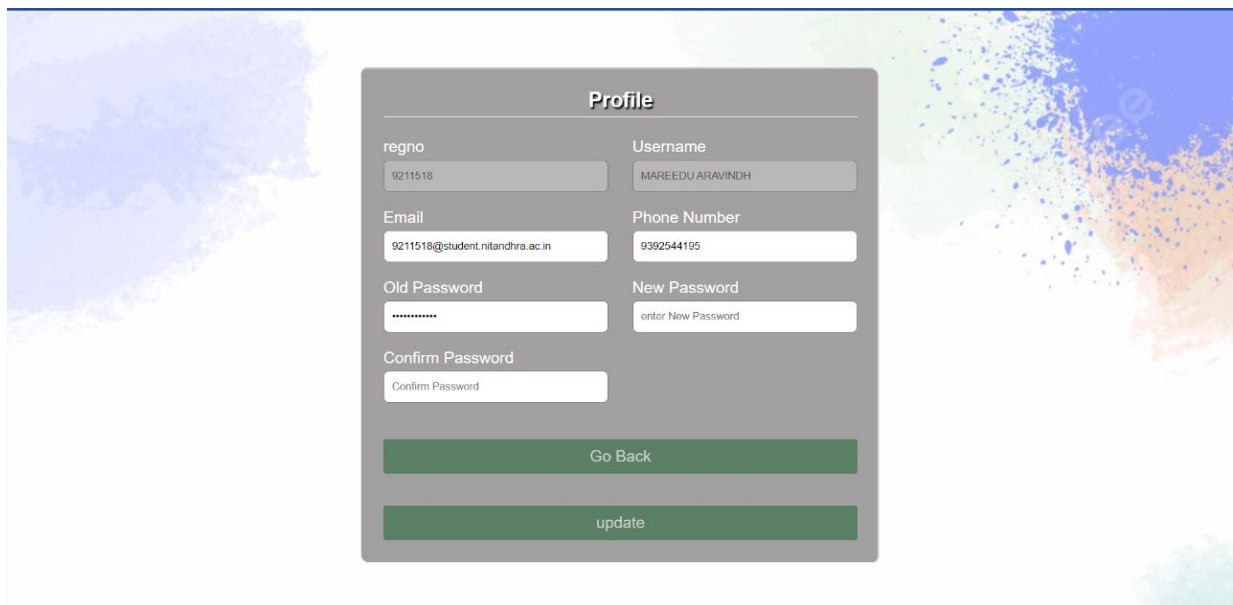 Profile
regno Username
9211518 MAREEDU ARAVINDH
Email Phone Number
9211518@student.nitandhra.ac.in 9392544195
Old Password New Password
•••••••••••• enter New Password
Confirm Password
Confirm Password
Go Back
update